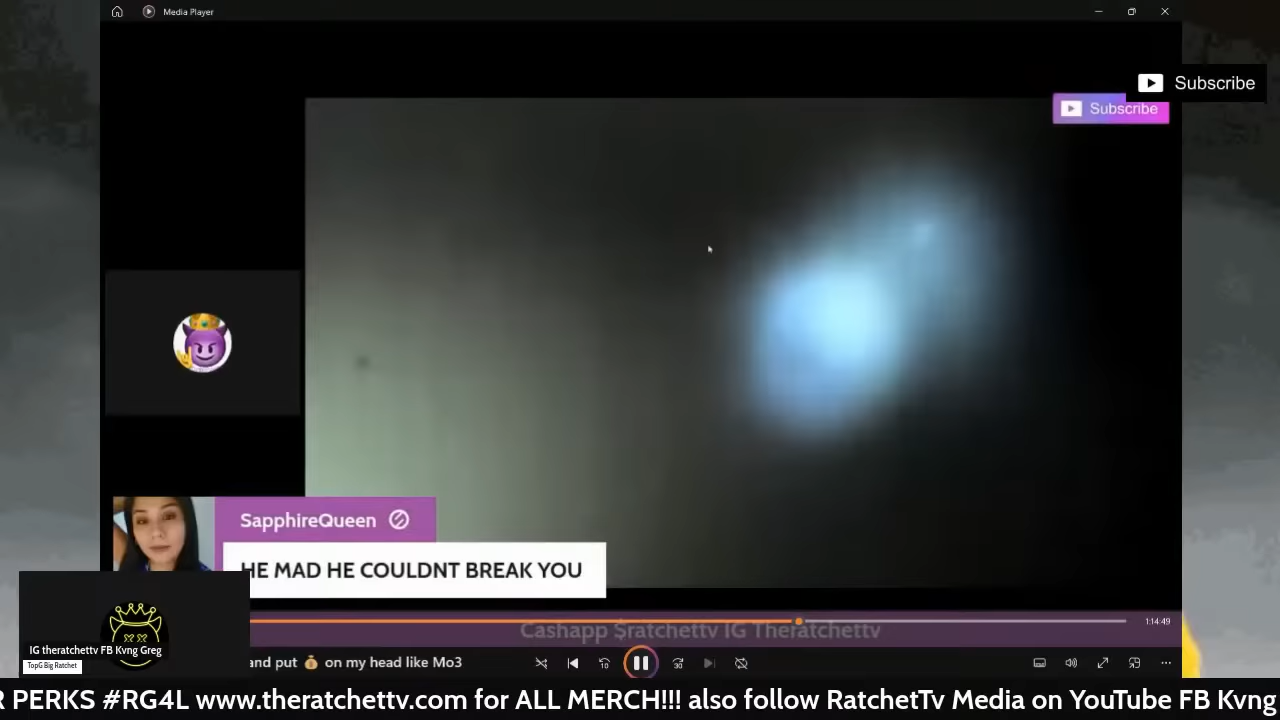 Media Player
Subscribe
Subscribe
SapphireQueen
HE MAD HE COULDNT BREAK YOU
Cashapp $ratchettv IG Theratchettv
1:14:49
IG theratchettv FB Kvng Greg
TopG Big Ratchet
and put 💰 on my head like Mo3
10
30
R PERKS #RG4L www.theratchettv.com for ALL MERCH!!! also follow RatchetTv Media on YouTube FB Kvng